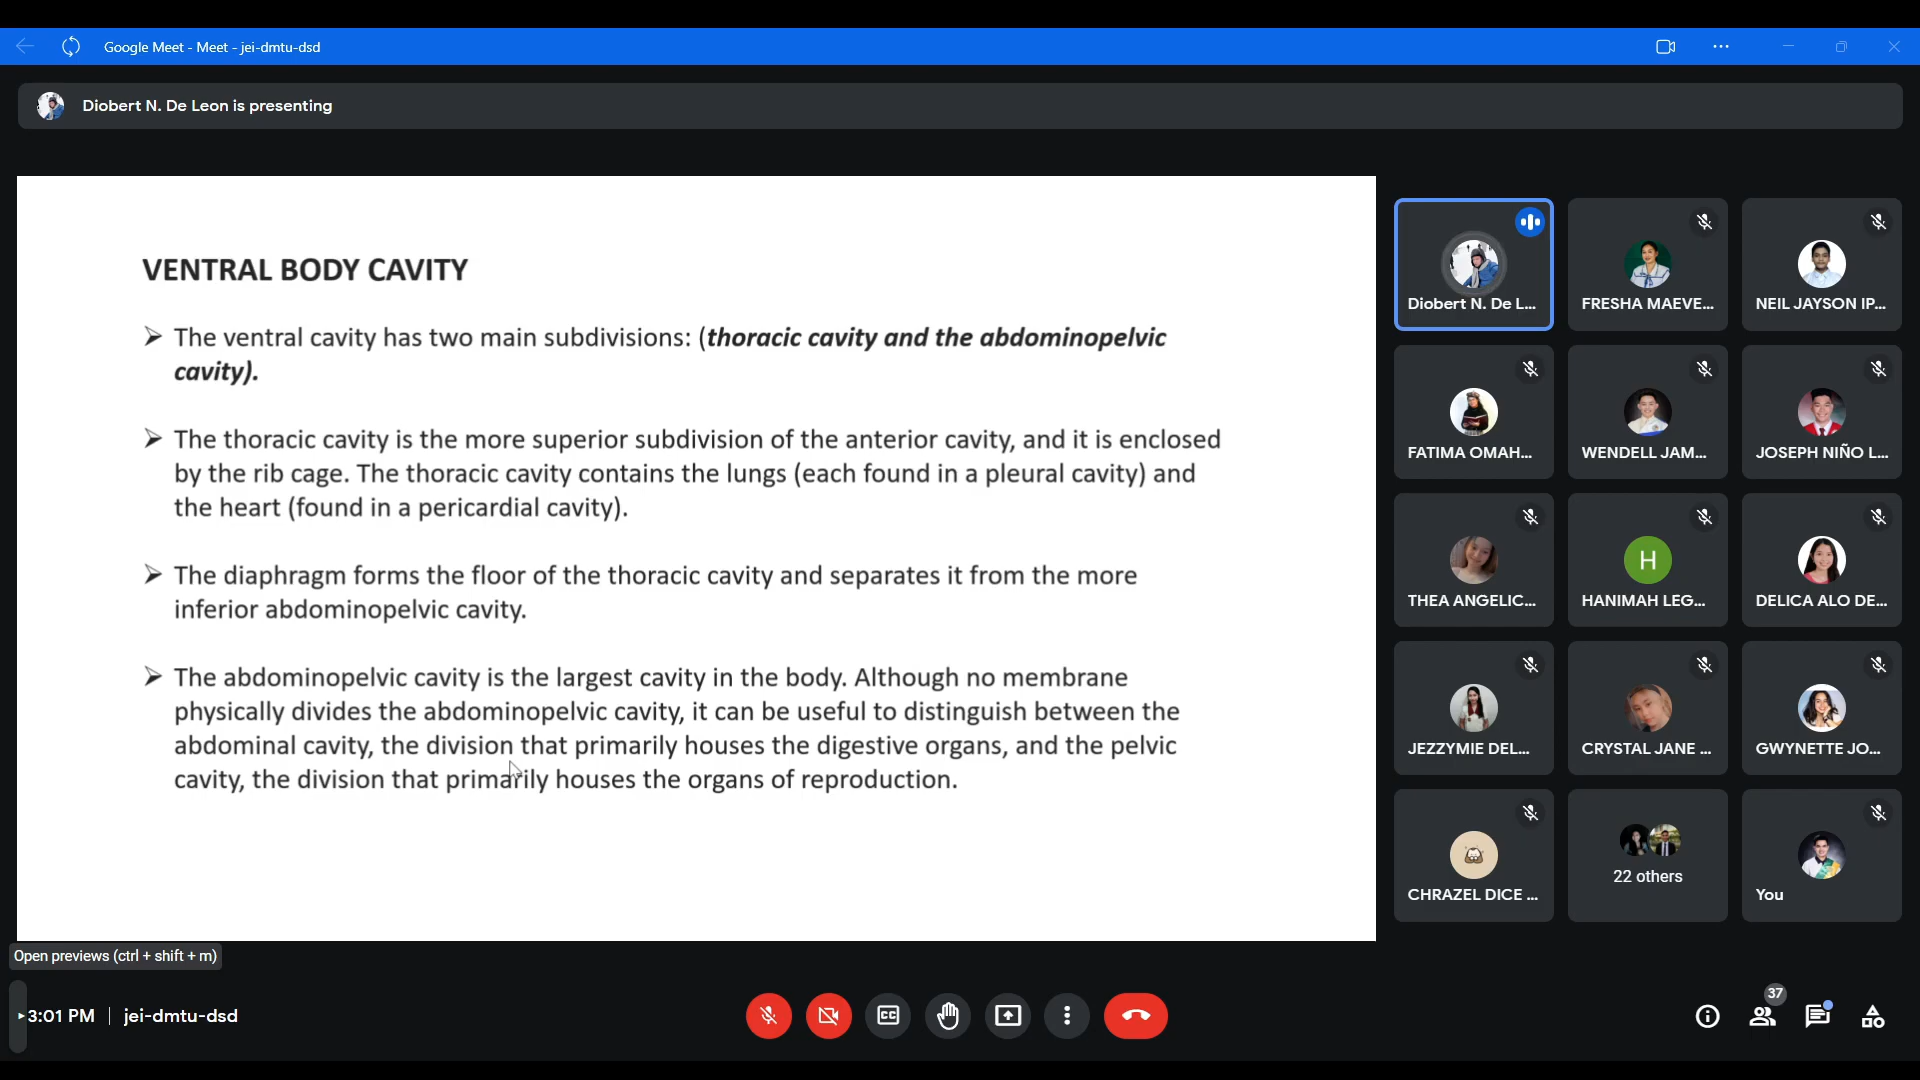 Google Meet - Meet - jei-dmtu-dsd
Diobert N. De Leon is presenting
VENTRAL BODY CAVITY
➢ The ventral cavity has two main subdivisions: (thoracic cavity and the abdominopelvic
cavity).
➢ The thoracic cavity is the more superior subdivision of the anterior cavity, and it is enclosed
by the rib cage. The thoracic cavity contains the lungs (each found in a pleural cavity) and
the heart (found in a pericardial cavity).
➢ The diaphragm forms the floor of the thoracic cavity and separates it from the more
inferior abdominopelvic cavity.
➢ The abdominopelvic cavity is the largest cavity in the body. Although no membrane
physically divides the abdominopelvic cavity, it can be useful to distinguish between the
abdominal cavity, the division that primarily houses the digestive organs, and the pelvic
cavity, the division that primarily houses the organs of reproduction.
Diobert N. De L...
FRESHA MAEVE...
NEIL JAYSON IP...
FATIMA OMAH...
WENDELL JAM...
JOSEPH NIÑO L...
THEA ANGELIC...
H
HANIMAH LEG...
DELICA ALO DE...
JEZZYMIE DEL...
CRYSTAL JANE ...
GWYNETTE JO...
CHRAZEL DICE ...
22 others
You
Open previews (ctrl + shift + m)
3:01 PM | jei-dmtu-dsd
CC
37